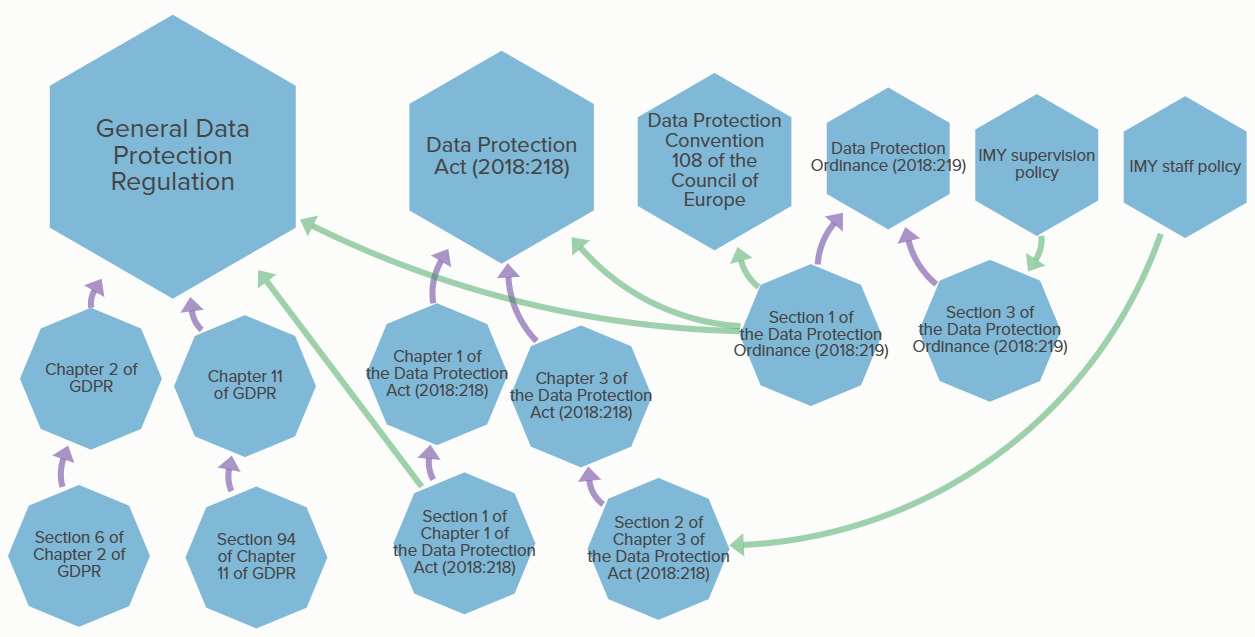 General Data
Protection
Regulation
Data Protection
Act (2018:218)
Data Protection
Convention
108 of the
Council of
Europe
Data Protection
Ordinance (2018:219)
IMY supervision
policy
IMY staff policy
Chapter 2 of
GDPR
Chapter 11
of GDPR
Chapter 1 of
the Data Protection
Act (2018:218)
Chapter 3 of
the Data Protection
Act (2018:218)
Section 1 of
the Data Protection
Ordinance (2018:219)
Section 3 of
the Data Protection
Ordinance (2018:219)
Section 6 of
Chapter 2 of
GDPR
Section 94
of Chapter
11 of GDPR
Section 1 of
Chapter 1 of
the Data Protection
Act (2018:218)
Section 2 of
Chapter 3 of
the Data Protection
Act (2018:218)